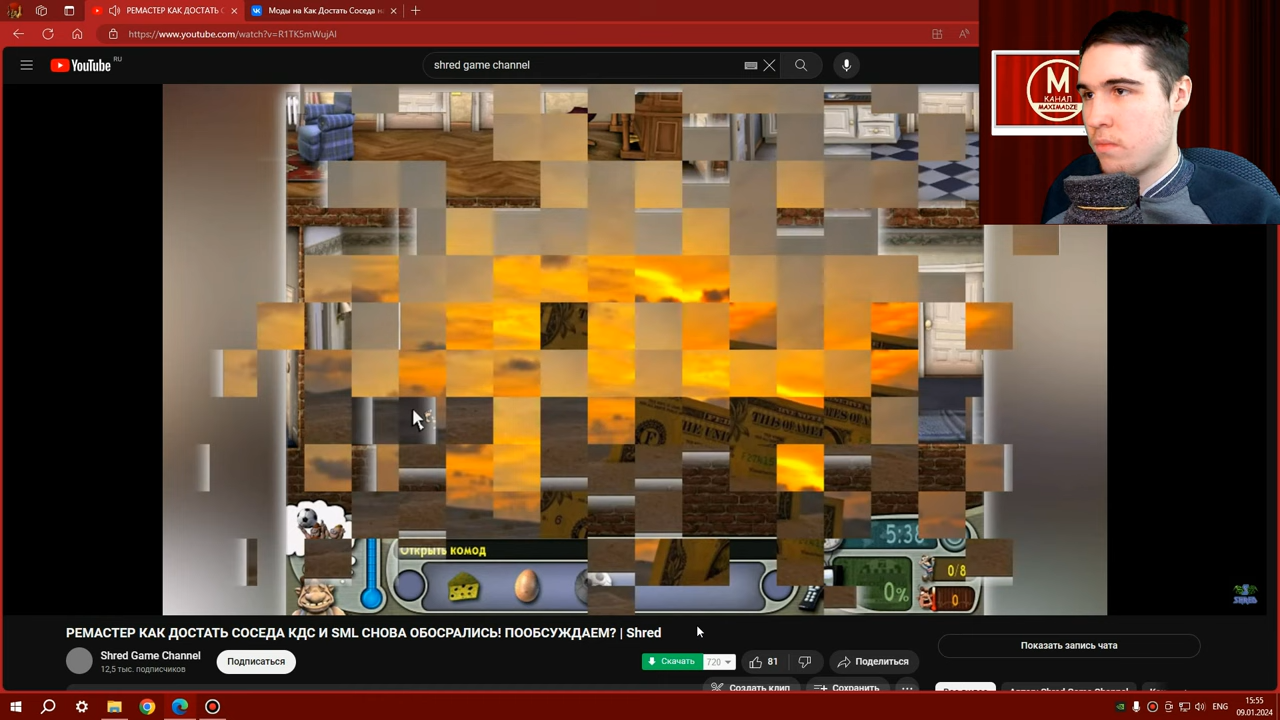 РЕМАСТЕР КАК ДОСТАТЬ С
Моды на Как Достать Соседа н
https://www.youtube.com/watch?v=R1TK5mWujAI
YouTube RU
shred game channel
М
КАНАЛ
MAXIMADZE
Открыть комод
-5:38
0/8
0%
0
SHRED
РЕМАСТЕР КАК ДОСТАТЬ СОСЕДА КДС И SML СНОВА ОБОСРАЛИСЬ! ПООБСУЖДАЕМ? | Shred
Shred Game Channel
12,5 тыс. подписчиков
Подписаться
Скачать 720
81
Поделиться
Показать запись чата
Создать клип
Сохранить
ENG
15:55
09.01.2024